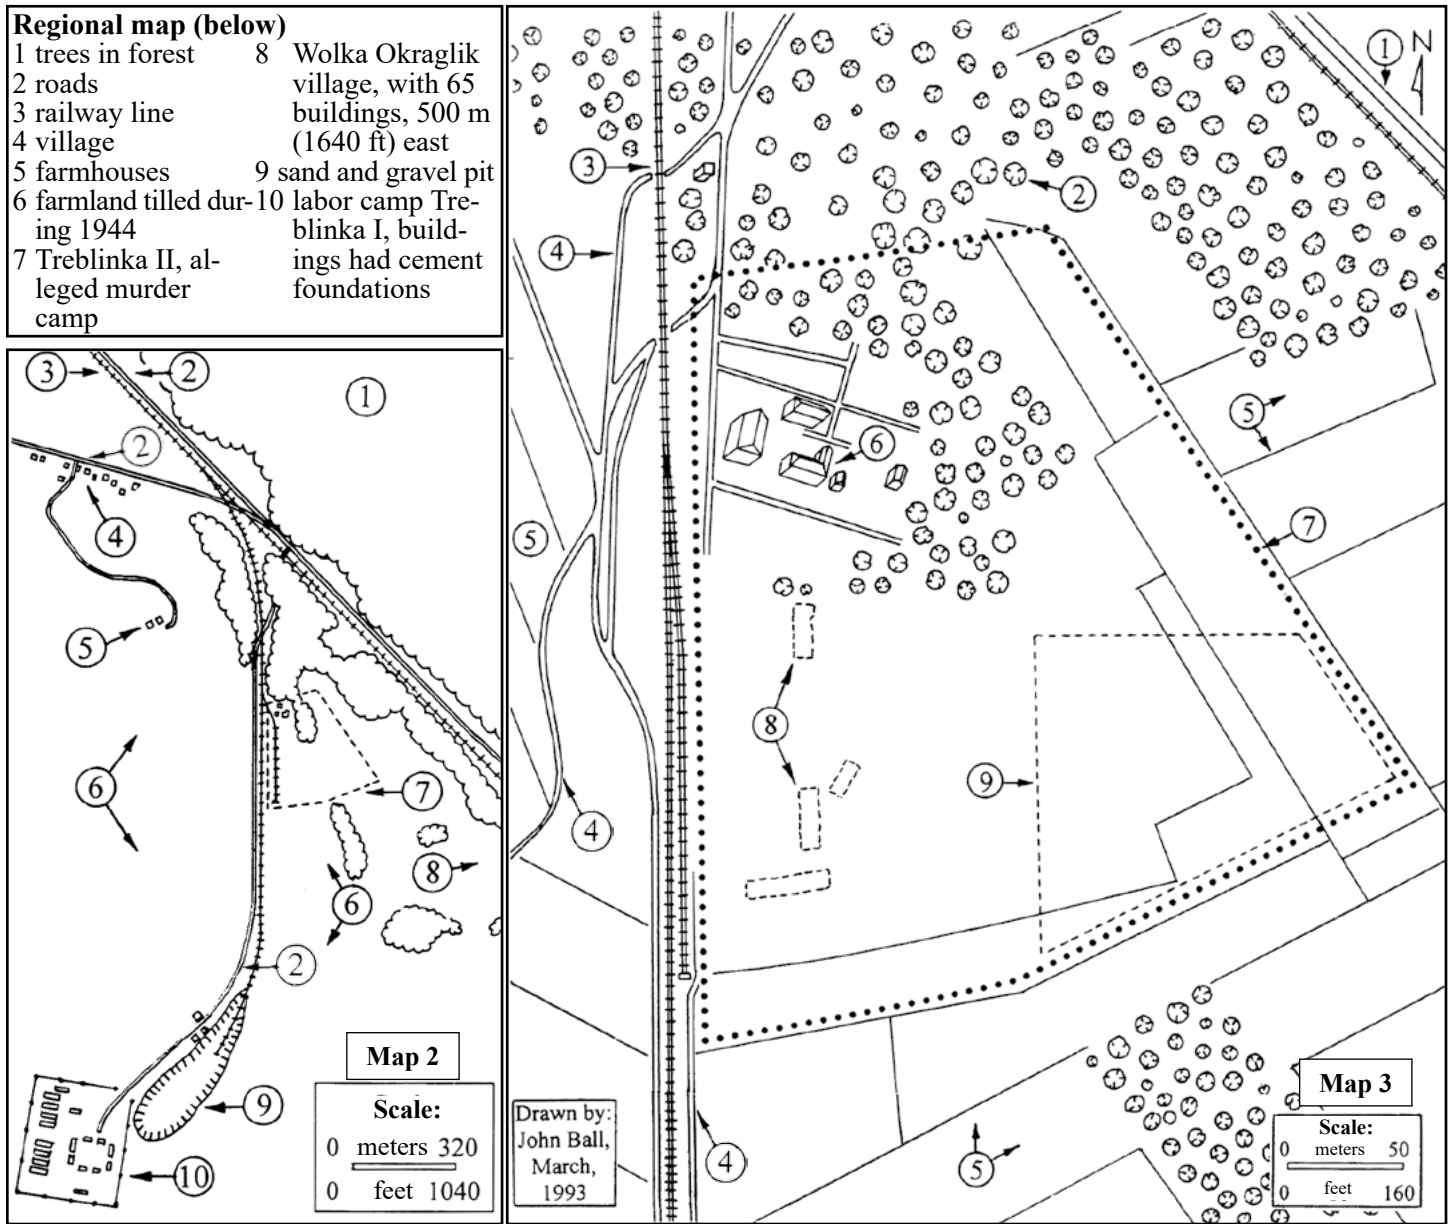 Regional map (below)
1 trees in forest
2 roads
3 railway line
4 village
5 farmhouses
6 farmland tilled dur-
ing 1944
7 Treblinka II, al-
leged murder
camp
8 Wolka Okraglik
village, with 65
buildings, 500 m
(1640 ft) east
9 sand and gravel pit
10 labor camp Tre-
blinka I, build-
ings had cement
foundations
3
2
1
2
4
5
6
7
8
6
2
9
10
Map 2
Scale:
0 meters 320
0 feet 1040
1
N
3
2
4
5
6
5
7
8
9
4
4
5
Drawn by:
John Ball,
March,
1993
Map 3
Scale:
0 meters 50
0 feet 160